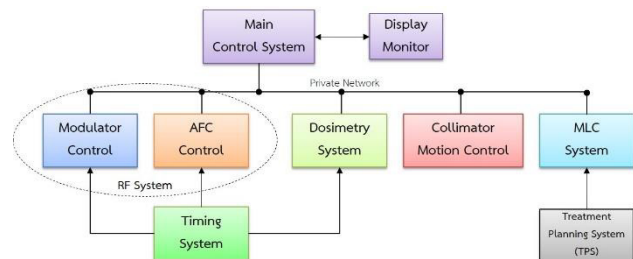 Main
Control System
Display
Monitor
Private Network
Modulator
Control
AFC
Control
Dosimetry
System
Collimator
Motion Control
MLC
System
RF System
Timing
System
Treatment
Planning System
(TPS)